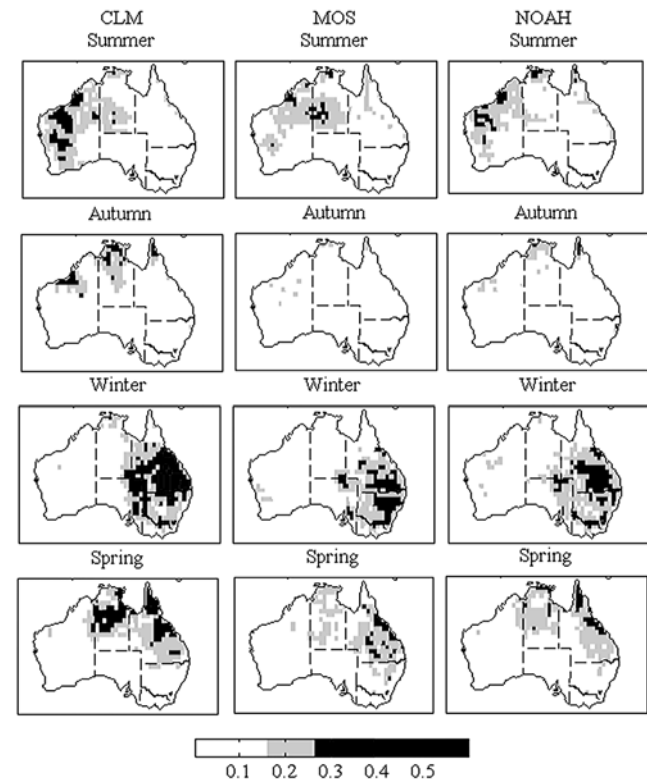 CLM MOS NOAH
Summer Summer Summer
Autumn Autumn Autumn
Winter Winter Winter
Spring Spring Spring
0.1 0.2 0.3 0.4 0.5